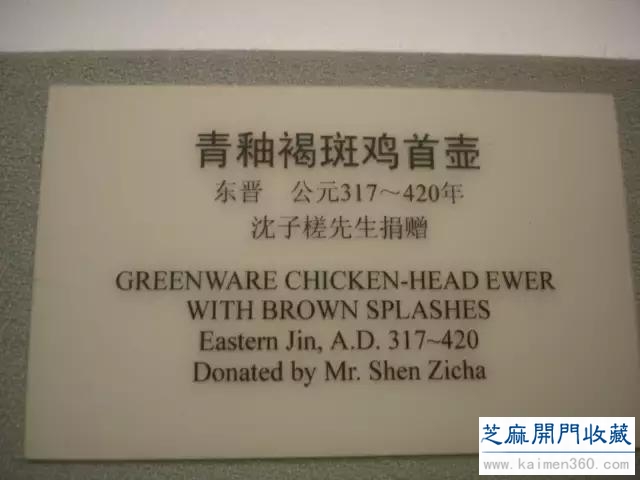 青釉褐斑鸡首壶
东晋 公元317～420年
沈子槎先生捐赠
GREENWARE CHICKEN-HEAD EWER
WITH BROWN SPLASHES
Eastern Jin, A.D. 317~420
Donated by Mr. Shen Zicha
芝麻開門收藏
www.kaimen360.com